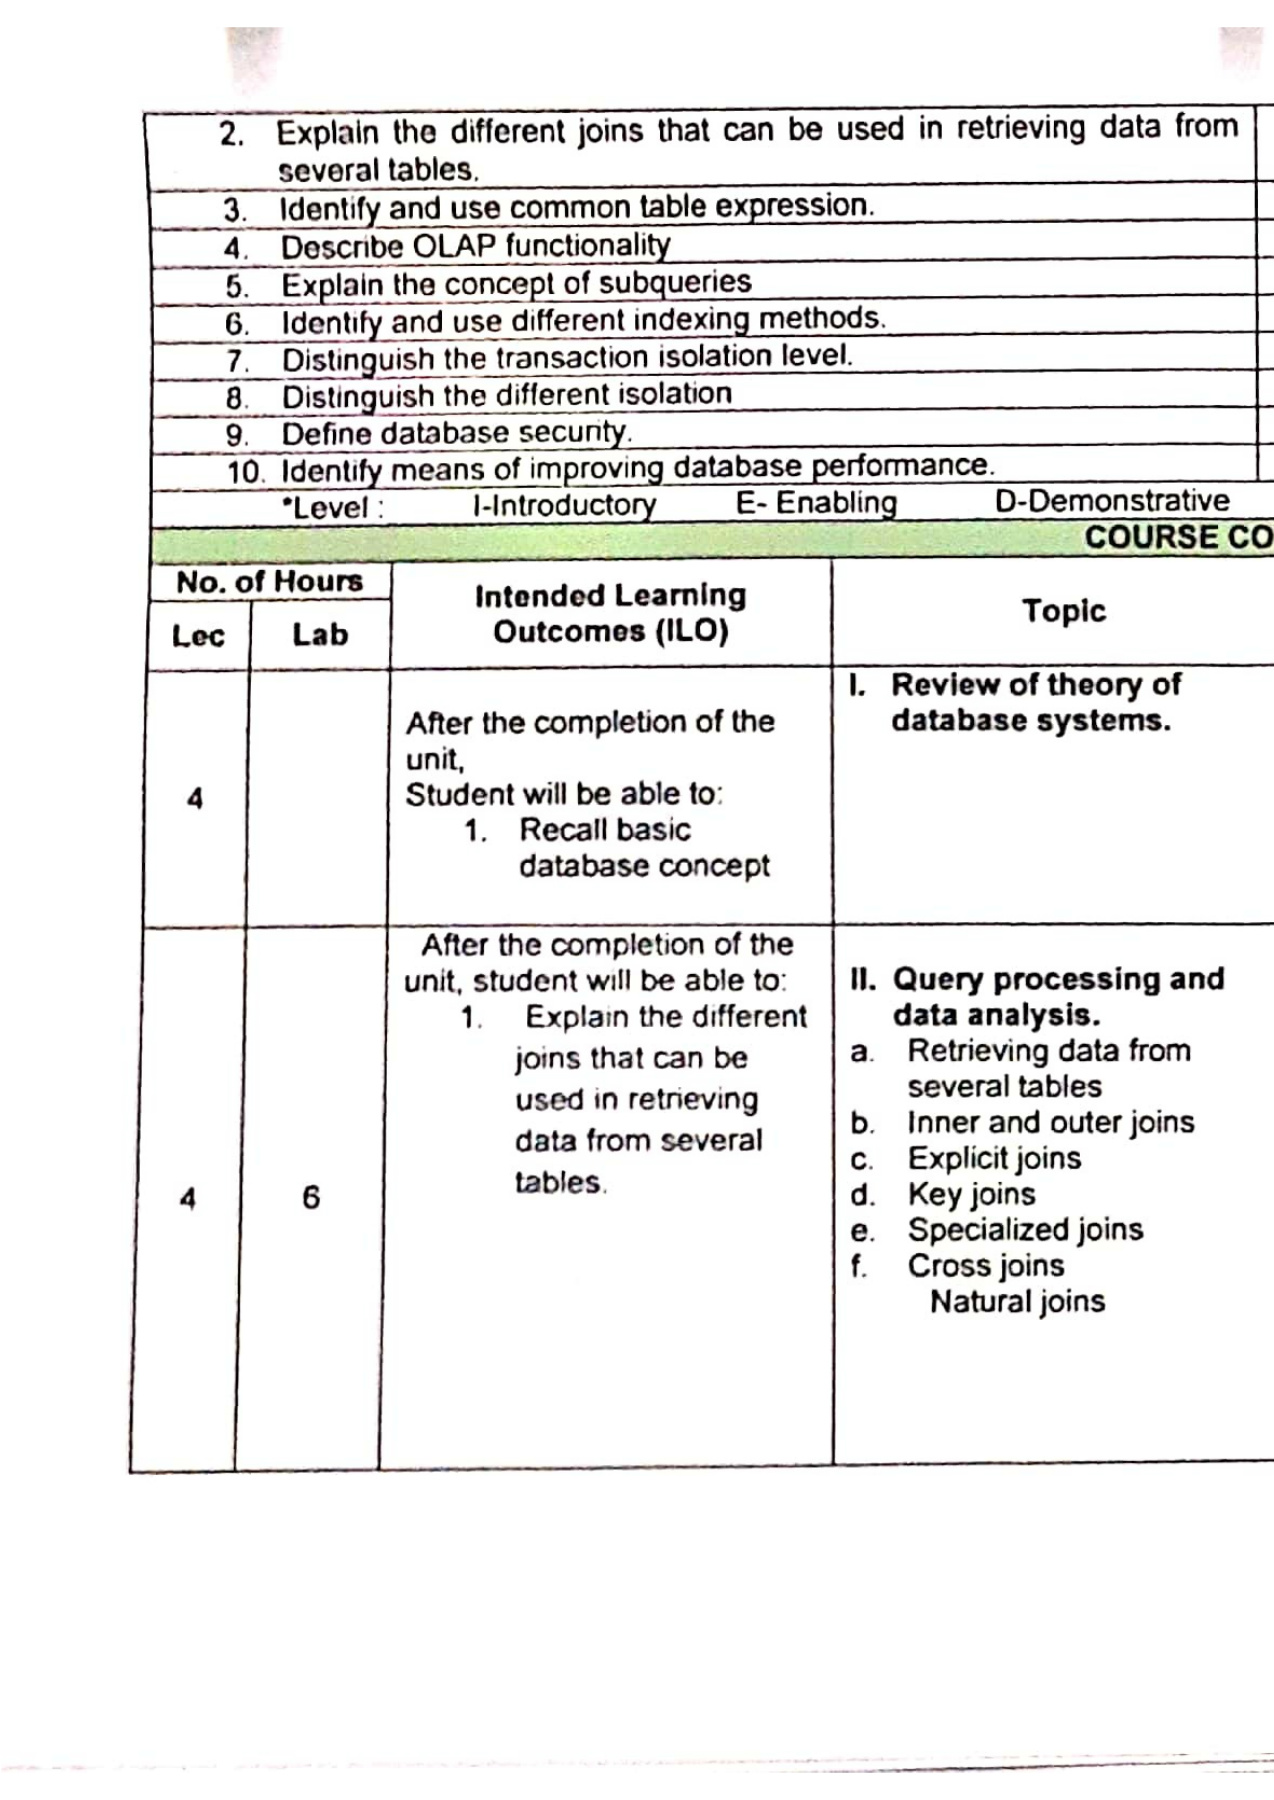 2. Explain the different joins that can be used in retrieving data from
several tables.
3. Identify and use common table expression.
4. Describe OLAP functionality
5. Explain the concept of subqueries
6. Identify and use different indexing methods.
7. Distinguish the transaction isolation level.
8. Distinguish the different isolation
9. Define database security.
10. Identify means of improving database performance.
*Level : I-Introductory E- Enabling D-Demonstrative
COURSE CO
No. of Hours
Lec
Lab
Intended Learning
Outcomes (ILO)
Topic
4
After the completion of the
unit,
Student will be able to:
1. Recall basic
database concept
I. Review of theory of
database systems.
4
6
After the completion of the
unit, student will be able to:
1. Explain the different
joins that can be
used in retrieving
data from several
tables.
II. Query processing and
data analysis.
a. Retrieving data from
several tables
b. Inner and outer joins
c. Explicit joins
d. Key joins
e. Specialized joins
f. Cross joins
Natural joins